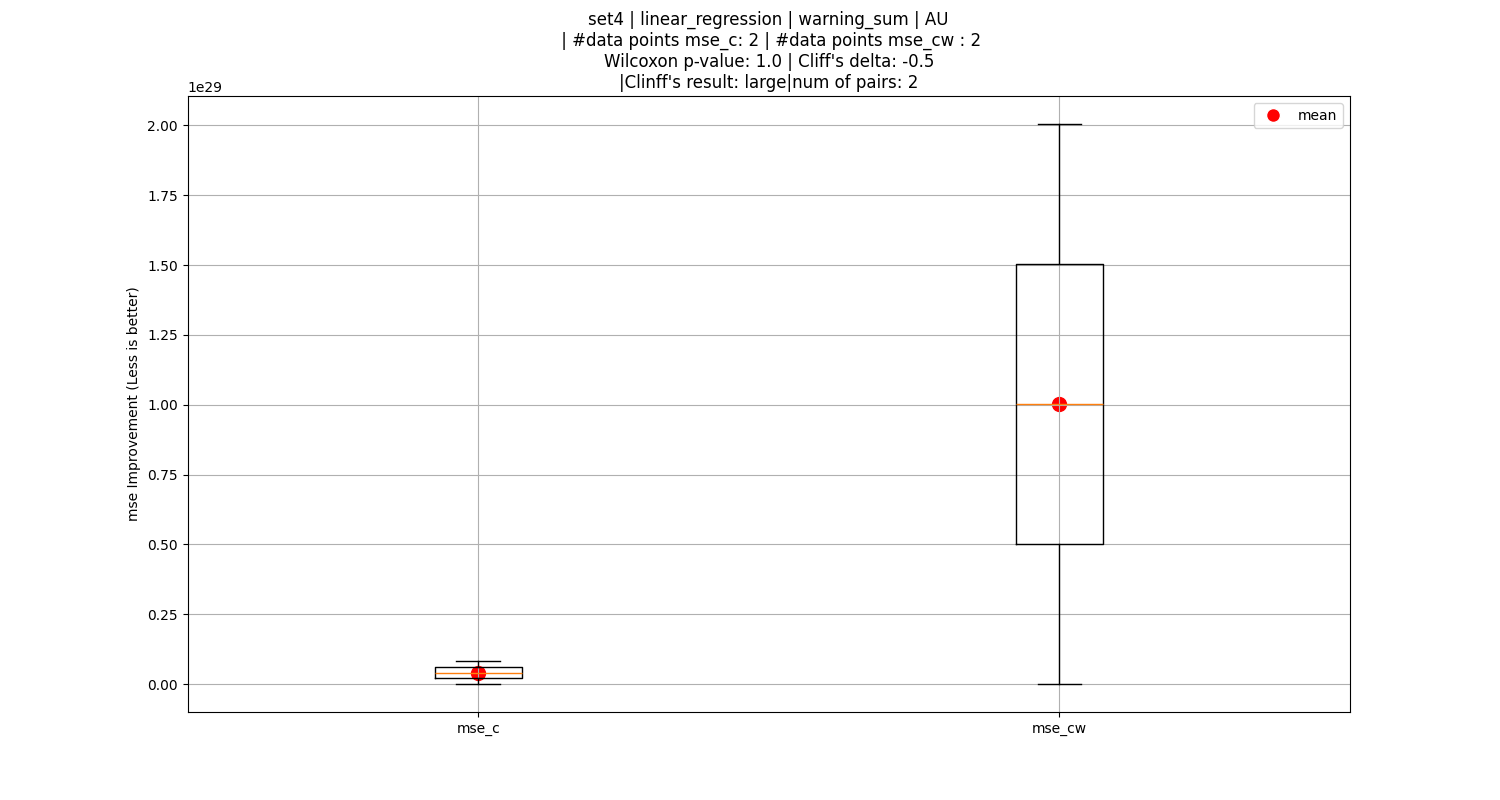 set4 | linear_regression | warning_sum | AU
| #data points mse_c: 2 | #data points mse_cw : 2
Wilcoxon p-value: 1.0 | Cliff's delta: -0.5
|Clinff's result: large|num of pairs: 2
1e29
mean
2.00
1.75
1.50
1.25
1.00
0.75
0.50
0.25
0.00
mse Improvement (Less is better)
mse_c
mse_cw